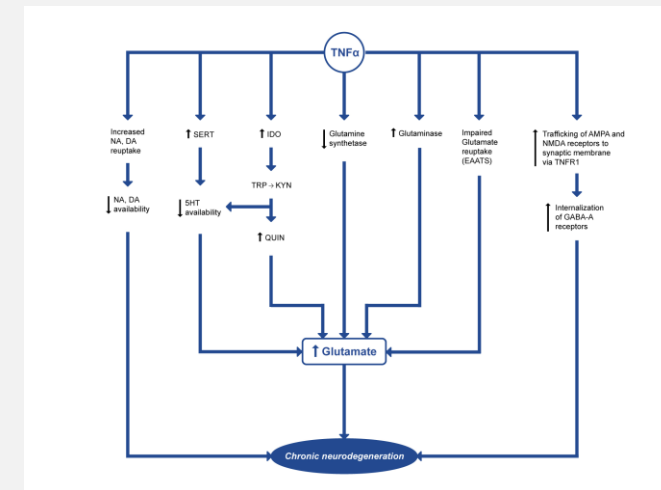 TNFα
Increased
NA, DA
reuptake
↑ SERT
↑ IDO
↓ Glutamine
synthetase
↑ Glutaminase
Impaired
Glutamate
reuptake
(EAATS)
↑ Trafficking of AMPA and
NMDA receptors to
synaptic membrane
via TNFR1
TRP→KYN
↓ NA, DA
availability
↓ 5HT
availability
↑ QUIN
↑ Internalization
of GABA-A
receptors
↑ Glutamate
Chronic neurodegeneration